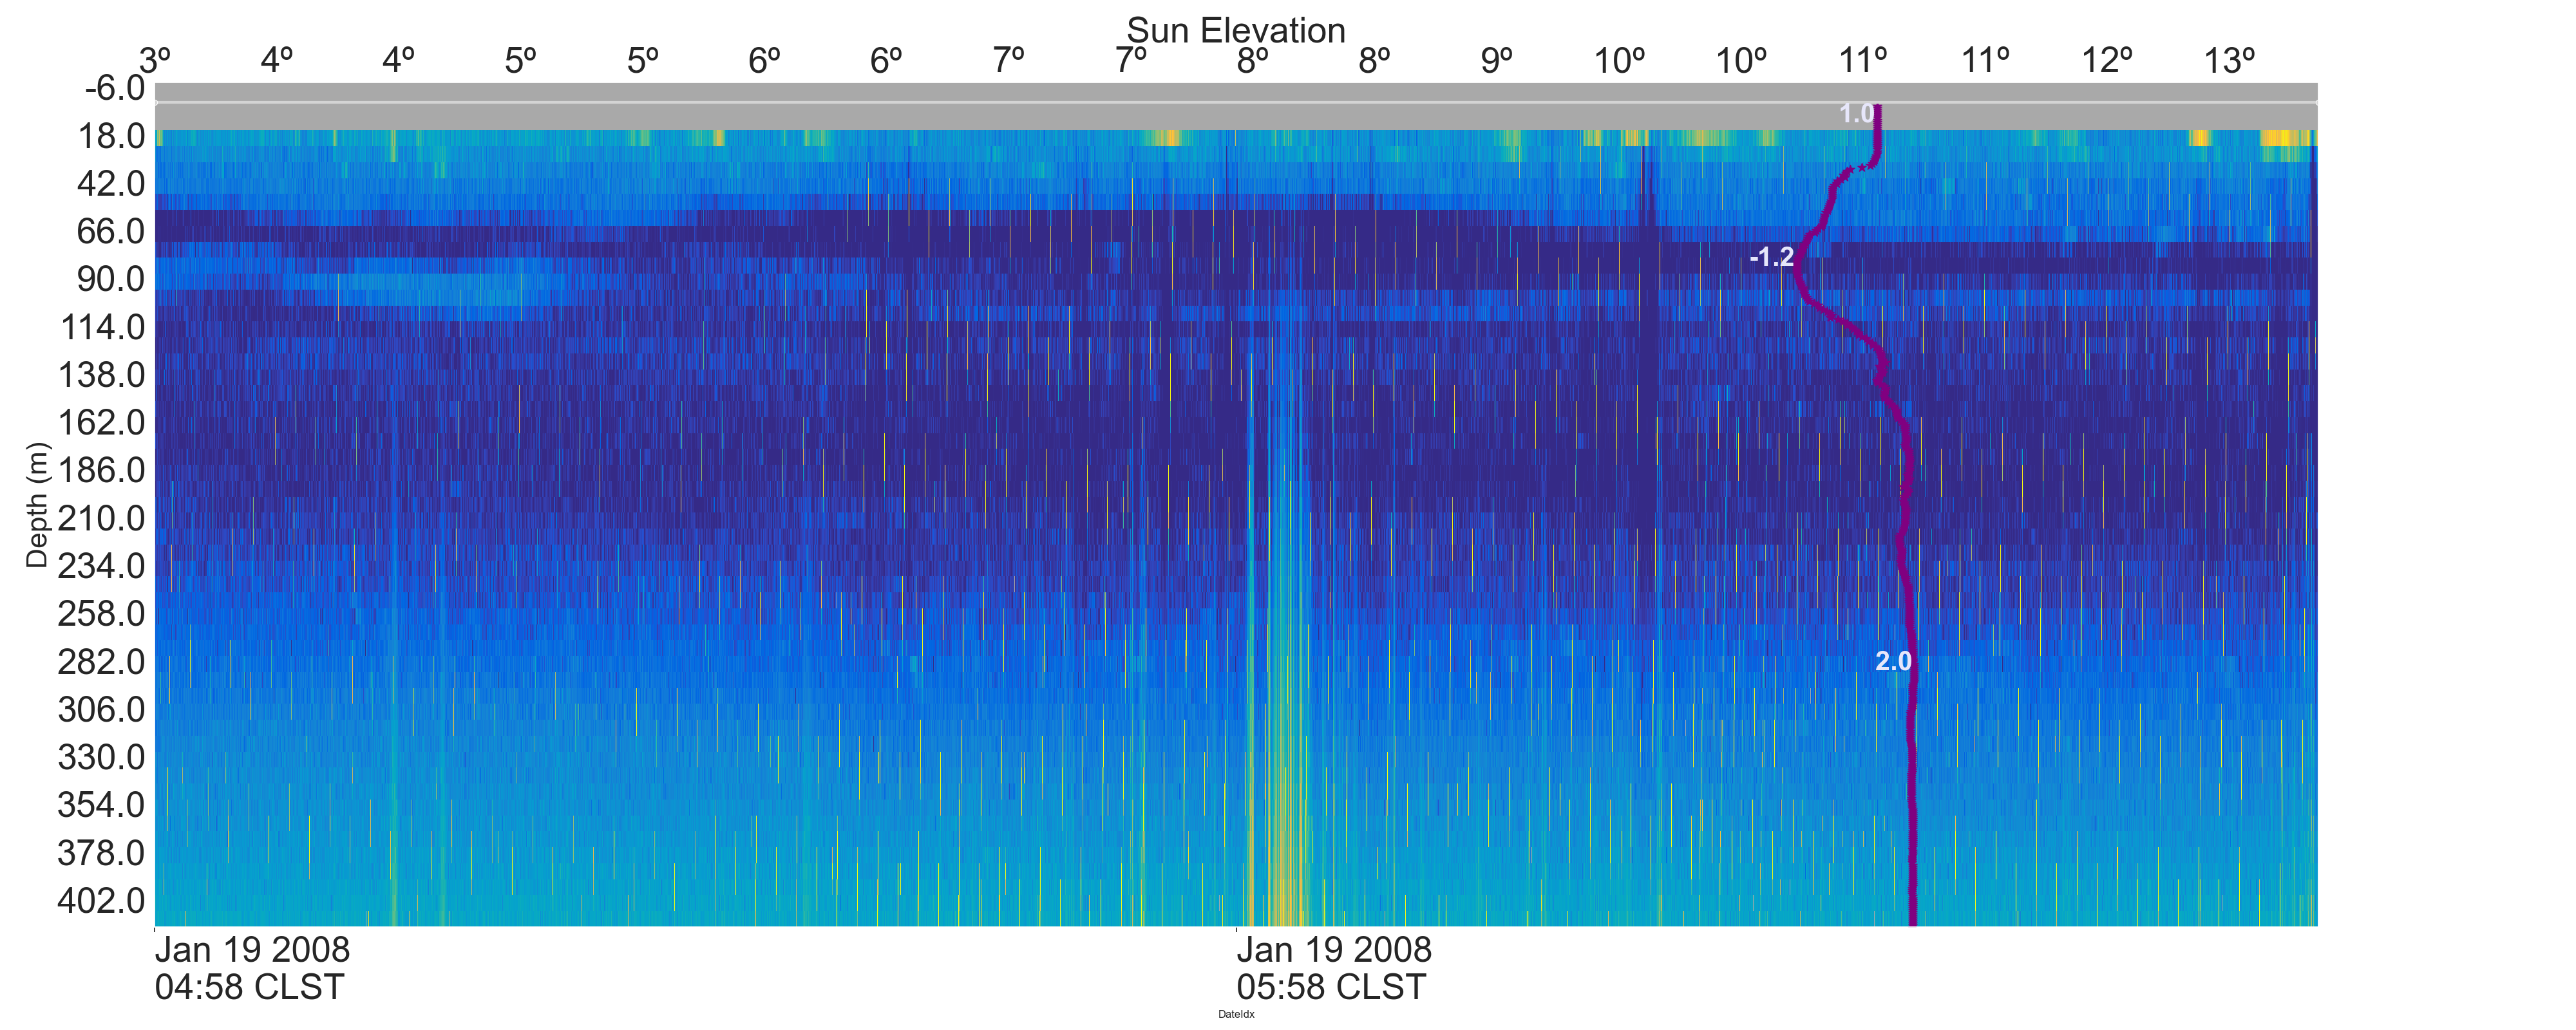 Sun Elevation
3º 4º 4º 5º 5º 6º 6º 7º 7º 8º 8º 9º 10º 10º 11º 11º 12º 13º
-6.0
18.0
42.0
66.0
90.0
114.0
138.0
162.0
186.0
210.0
234.0
258.0
282.0
306.0
330.0
354.0
378.0
402.0
Depth (m)
1.0
-1.2
2.0
Jan 19 2008
04:58 CLST
Jan 19 2008
05:58 CLST
DateIdx